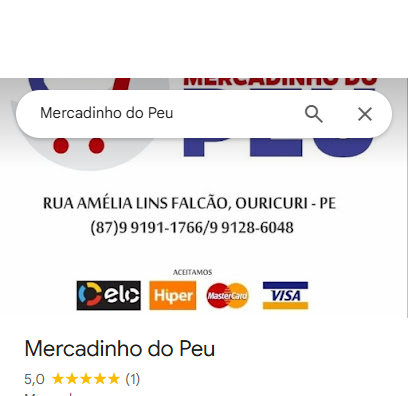 MERCADINHO DO
PEU
Mercadinho do Peu
RUA AMÉLIA LINS FALCÃO, OURICURI - PE
(87)9 9191-1766/9 9128-6048
ACEITAMOS
elo Hiper MasterCard VISA
Mercadinho do Peu
5,0 ★★★★★ (1)